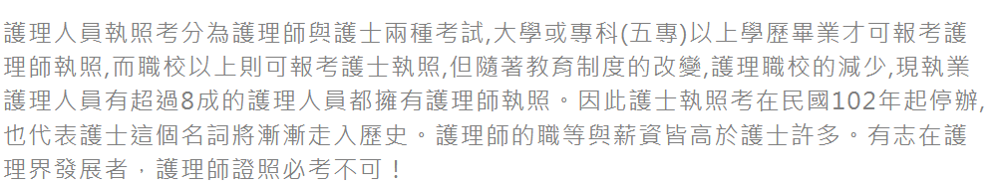 護理人員執照考分為護理師與護士兩種考試,大學或專科(五專)以上學歷畢業才可報考護
理師執照,而職校以上則可報考護士執照,但隨著教育制度的改變,護理職校的減少,現執業
護理人員有超過8成的護理人員都擁有護理師執照。因此護士執照考在民國102年起停辦,
也代表護士這個名詞將漸漸走入歷史。護理師的職等與薪資皆高於護士許多。有志在護
理界發展者，護理師證照必考不可！